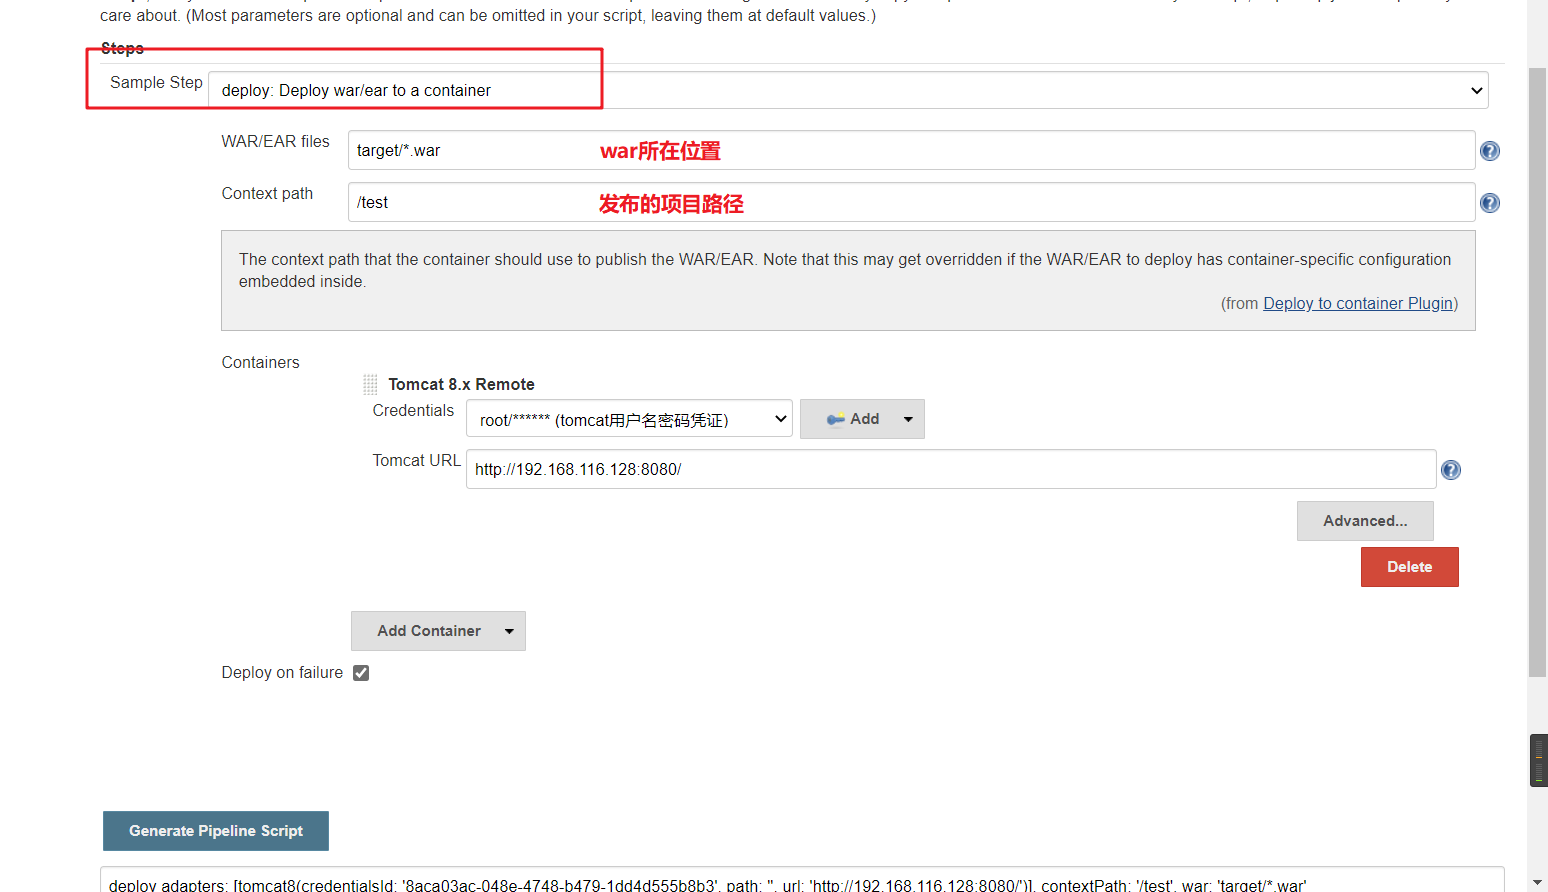 care about. (Most parameters are optional and can be omitted in your script, leaving them at default values.)
Steps
Sample Step
deploy: Deploy war/ear to a container
WAR/EAR files
target/*.war
war所在位置
Context path
/test
发布的项目路径
The context path that the container should use to publish the WAR/EAR. Note that this may get overridden if the WAR/EAR to deploy has container-specific configuration
embedded inside.
(from Deploy to container Plugin)
Containers
Tomcat 8.x Remote
Credentials
root/****** (tomcat用户名密码凭证)
Add
Tomcat URL
http://192.168.116.128:8080/
Advanced...
Delete
Add Container
Deploy on failure
Generate Pipeline Script
deploy adapters: [tomcat8(credentialsId: '8aca03ac-048e-4748-b479-1dd4d555b8b3', path: '', url: 'http://192.168.116.128:8080/')], contextPath: '/test', war: 'target/*.war'